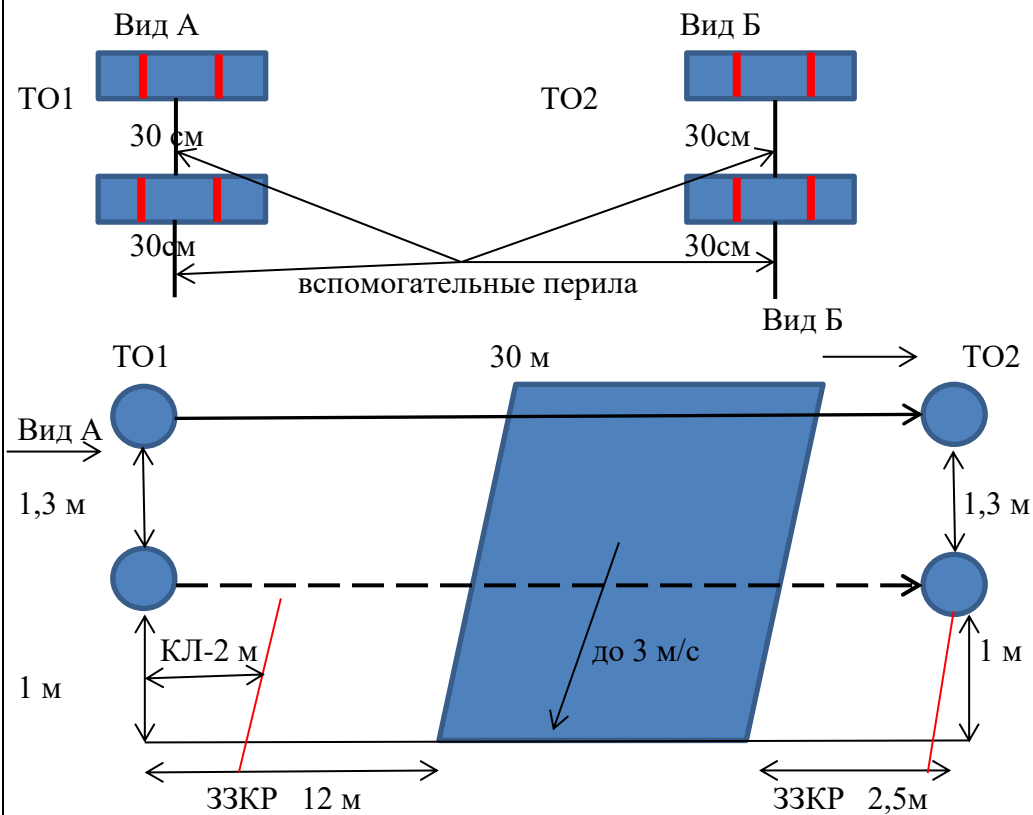 Вид А Вид Б
ТО1 ТО2
30 см 30см
30см 30см
вспомогательные перила
Вид Б
ТО1 30 м ТО2
Вид А
1,3 м 1,3 м
КЛ-2 м до 3 м/с 1 м
1 м
ЗЗКР 12 м ЗЗКР 2,5м